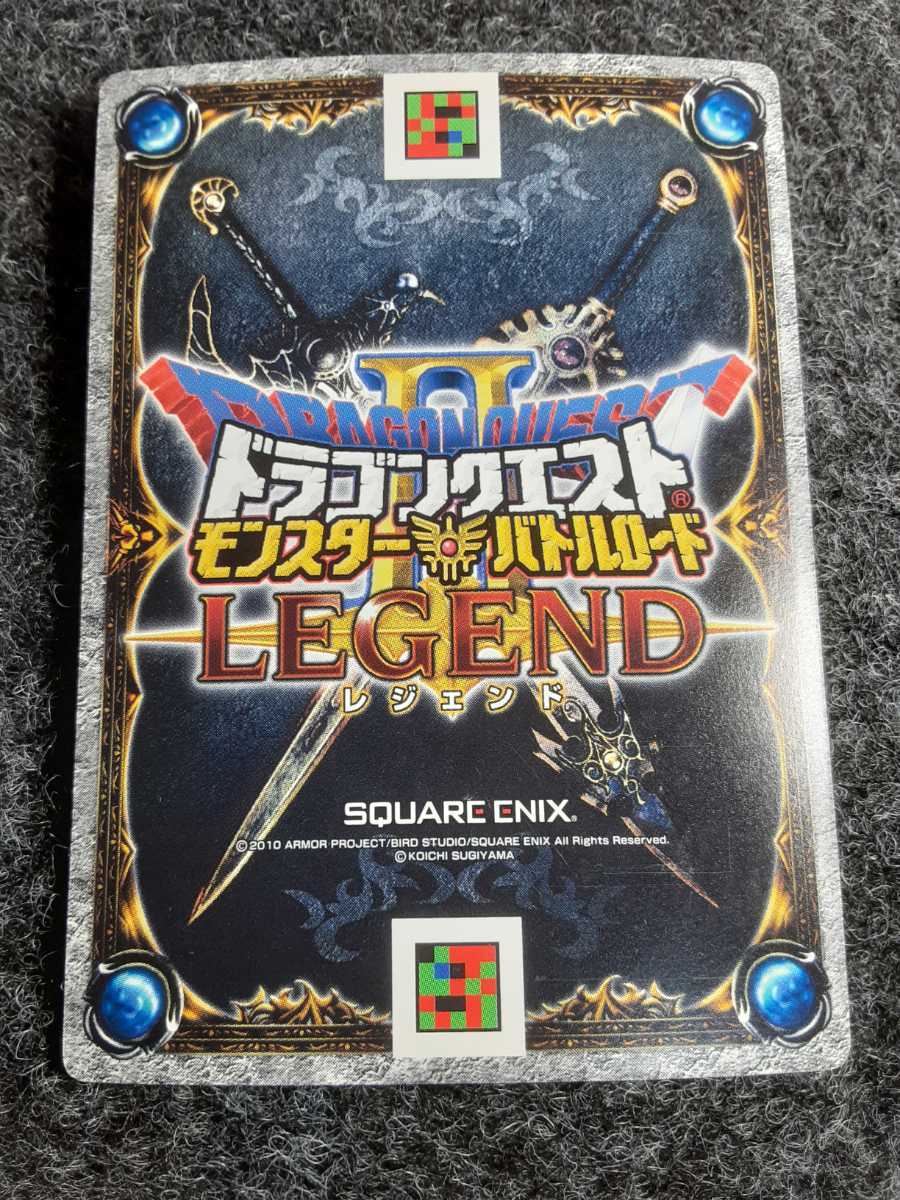 II
DRAGON QUEST
ドラゴンクエスト®
モンスターバトルロード
LEGEND
レジェンド
SQUARE ENIX®
©2010 ARMOR PROJECT/BIRD STUDIO/SQUARE ENIX All Rights Reserved.
©KOICHI SUGIYAMA